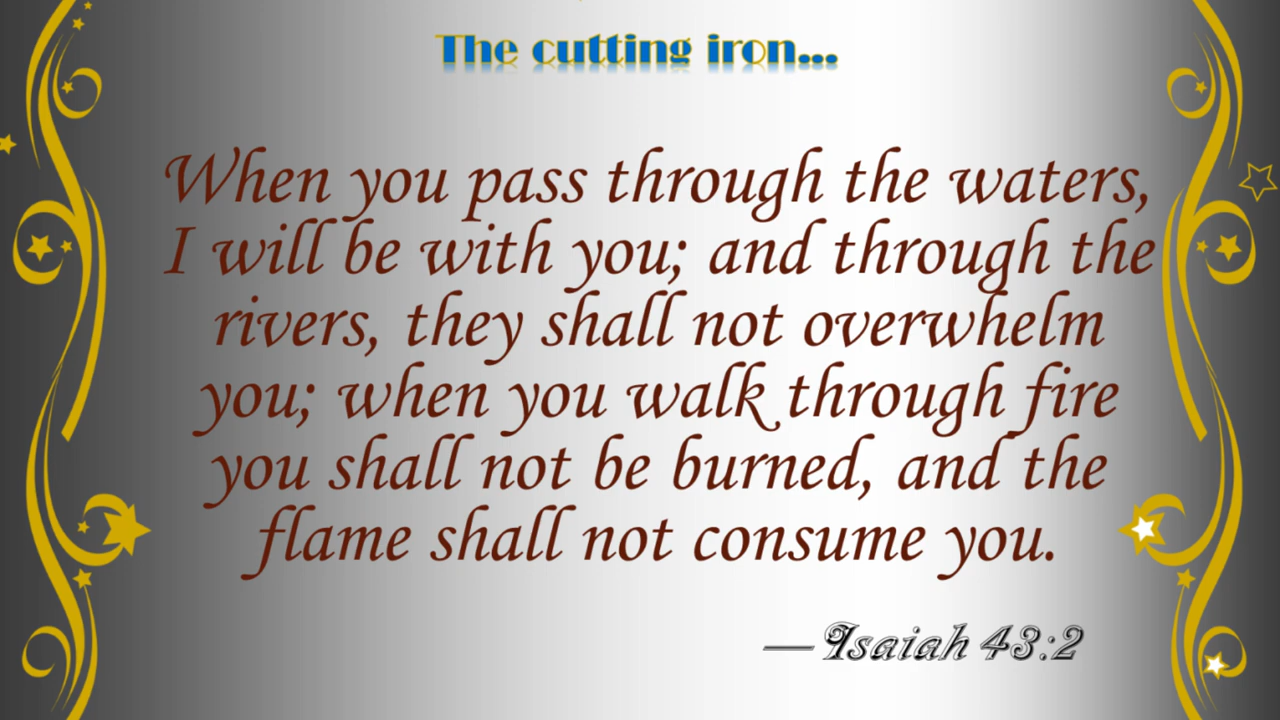 The cutting iron...
When you pass through the waters,
I will be with you; and through the
rivers, they shall not overwhelm
you; when you walk through fire
you shall not be burned, and the
flame shall not consume you.
—Isaiah 43:2